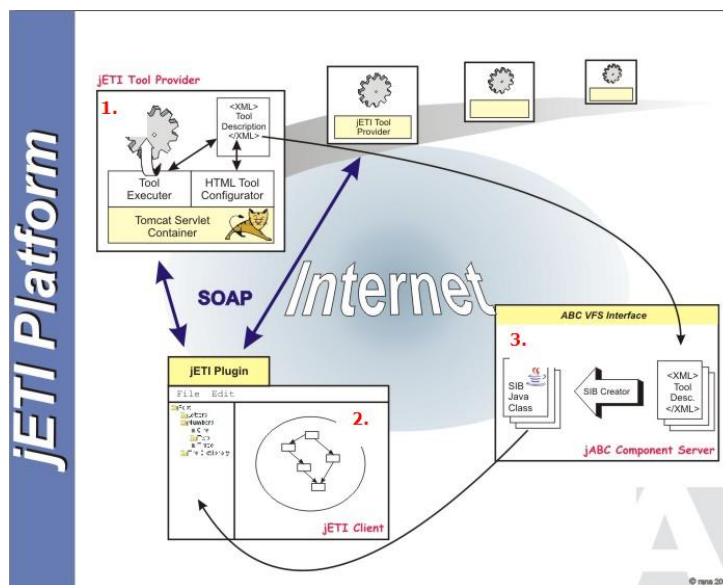 jETI Platform
jETI Tool Provider
1.
<XML>
Tool
Description
</XML>
Tool
Executer
HTML Tool
Configurator
Tomcat Servlet
Container
jETI Tool
Provider
SOAP
Internet
jETI Plugin
File Edit
2.
jETI Client
ABC VFS Interface
3.
SIB
Java
Class
SIB Creator
<XML>
Tool
Desc.
</XML>
jABC Component Server